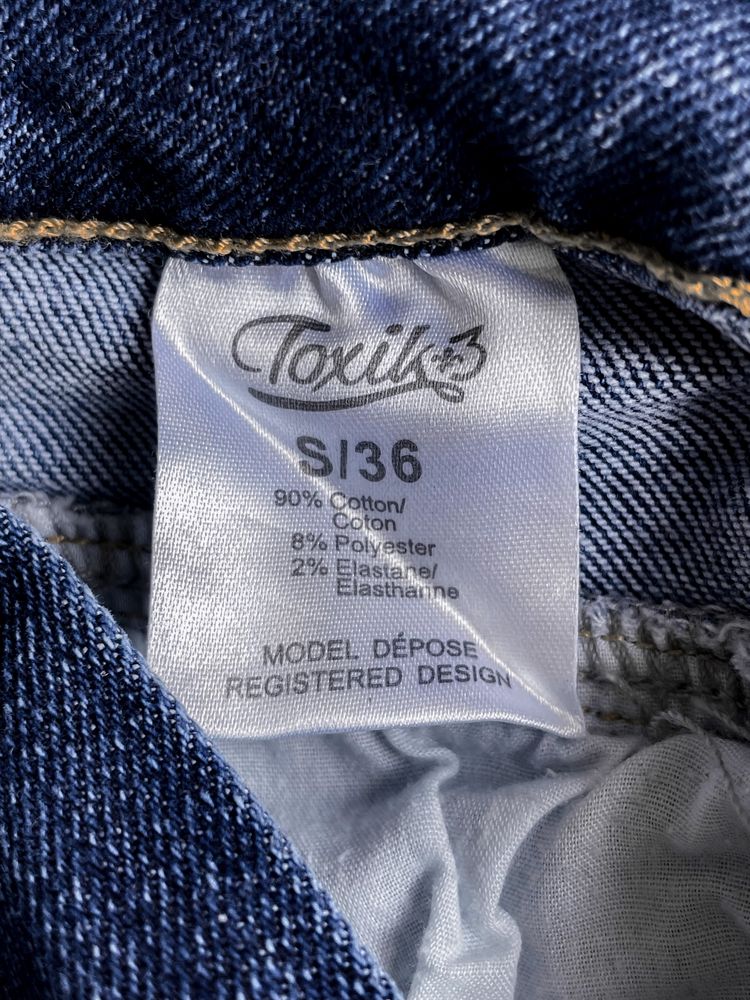 Toxik3
S/36
90% Cotton/
Coton
8% Polyester
2% Elastane/
Elasthanne
MODEL DÉPOSE
REGISTERED DESIGN